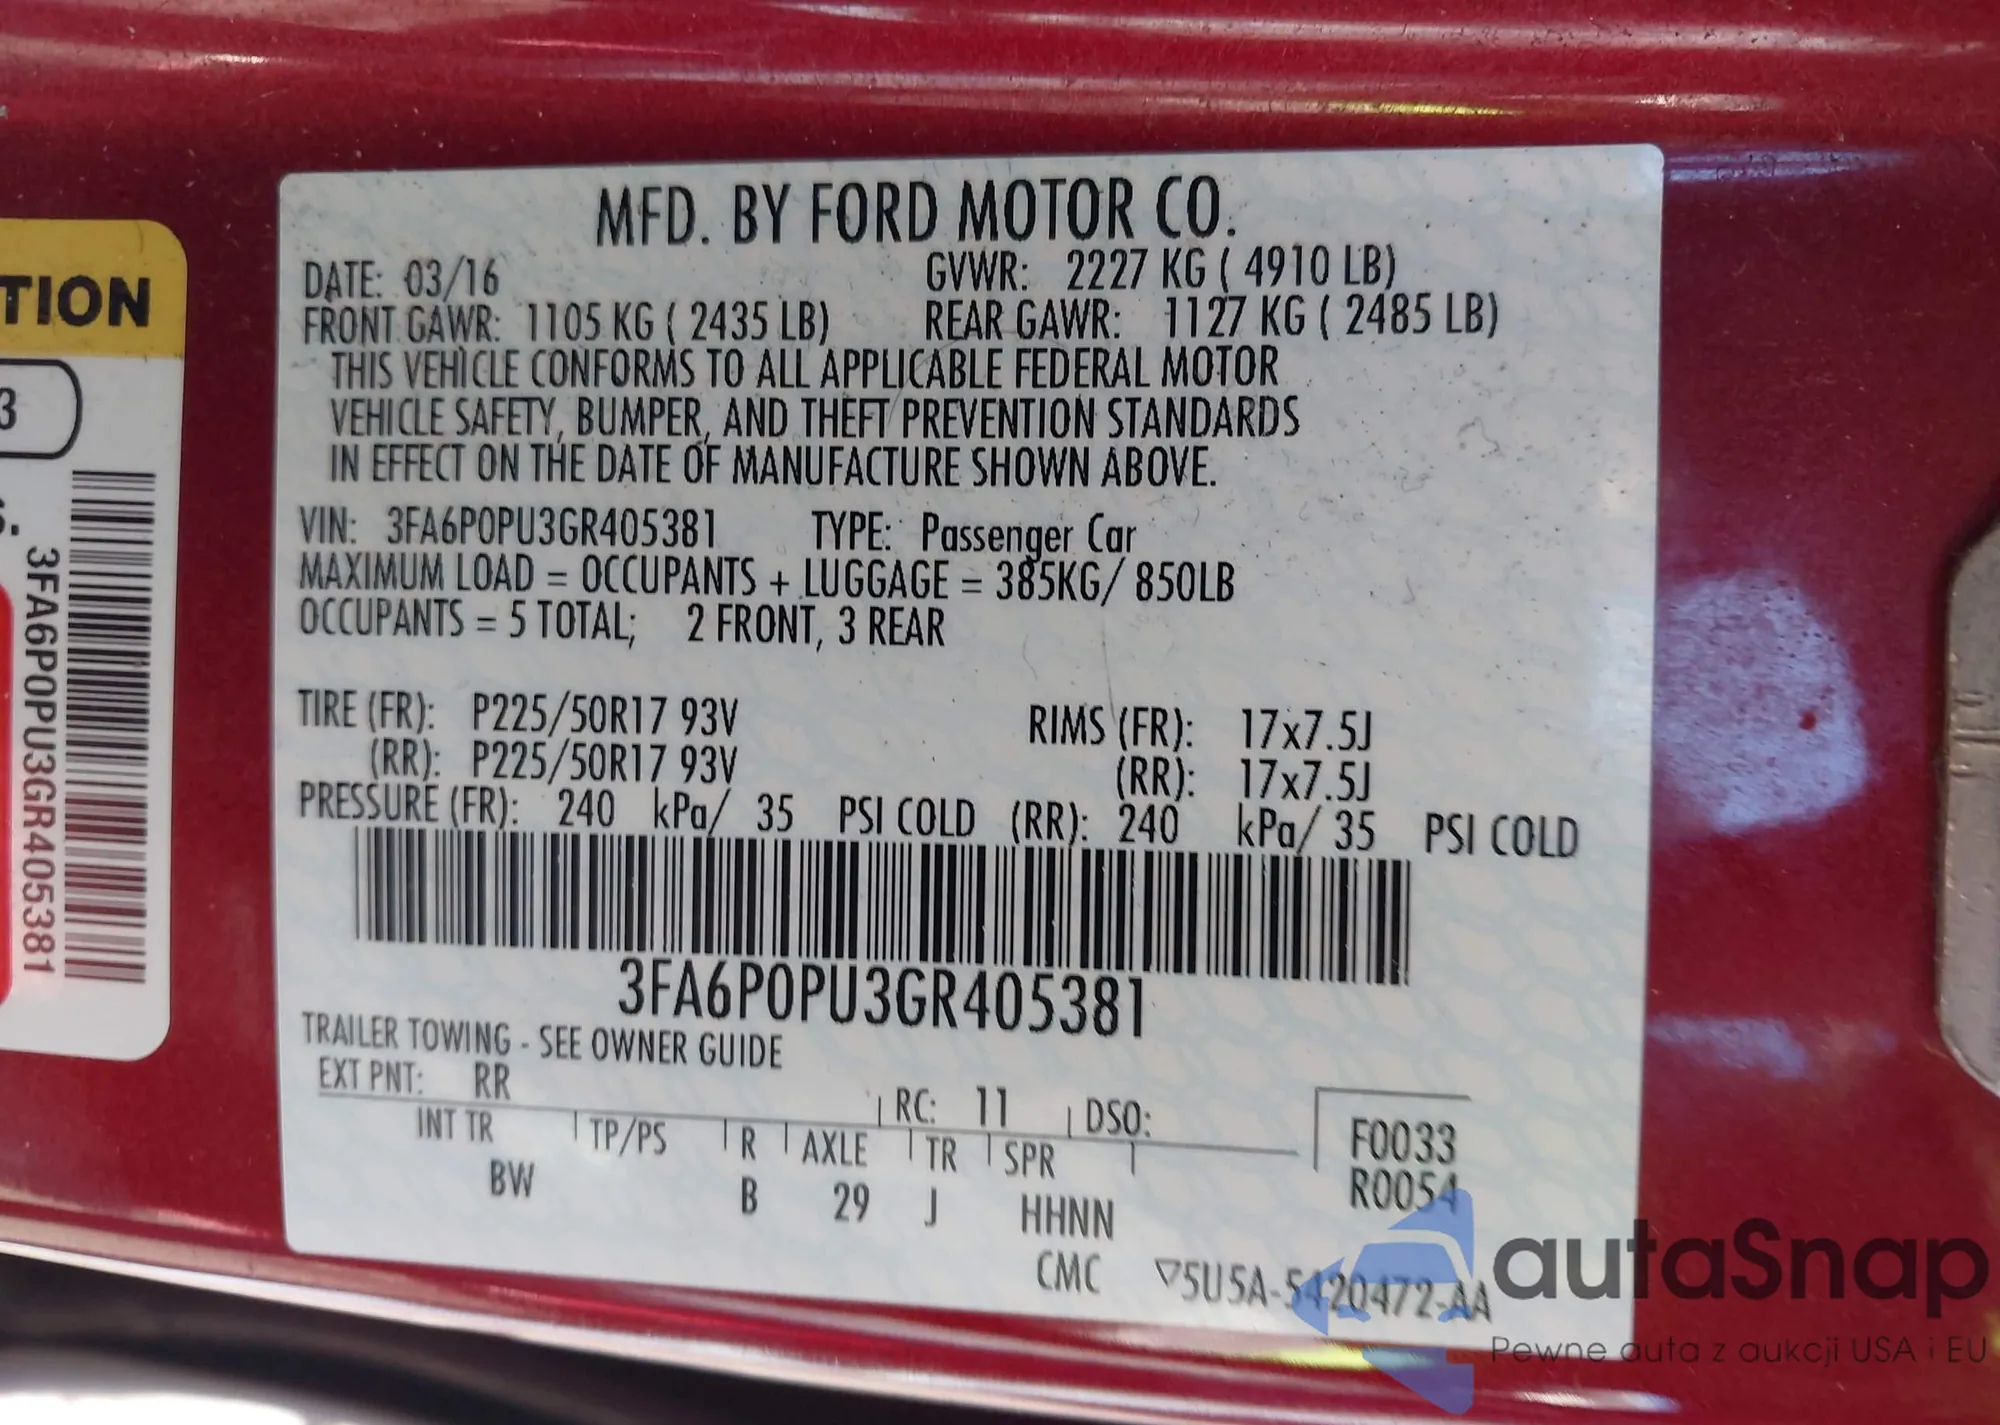 MFD. BY FORD MOTOR CO.
DATE: 03/16 GVWR: 2227 KG ( 4910 LB)
FRONT GAWR: 1105 KG ( 2435 LB) REAR GAWR: 1127 KG ( 2485 LB)
THIS VEHICLE CONFORMS TO ALL APPLICABLE FEDERAL MOTOR
VEHICLE SAFETY, BUMPER, AND THEFT PREVENTION STANDARDS
IN EFFECT ON THE DATE OF MANUFACTURE SHOWN ABOVE.
VIN: 3FA6P0PU3GR405381 TYPE: Passenger Car
MAXIMUM LOAD = OCCUPANTS + LUGGAGE = 385KG/ 850LB
OCCUPANTS = 5 TOTAL; 2 FRONT, 3 REAR
TIRE (FR): P225/50R17 93V RIMS (FR): 17x7.5J
(RR): P225/50R17 93V (RR): 17x7.5J
PRESSURE (FR): 240 kPa/ 35 PSI COLD (RR): 240 kPa/ 35 PSI COLD
3FA6P0PU3GR405381
TRAILER TOWING - SEE OWNER GUIDE
EXT PNT: RR RC: 11 DSO:
INT TR TP/PS R AXLE TR SPR
BW B 29 J HHNN
F0033
R0054
CMC ▽5U5A-5420472-AA
TION
3
3FA6P0PU3GR405381
autaSnap
Pewne auta z aukcji USA i EU